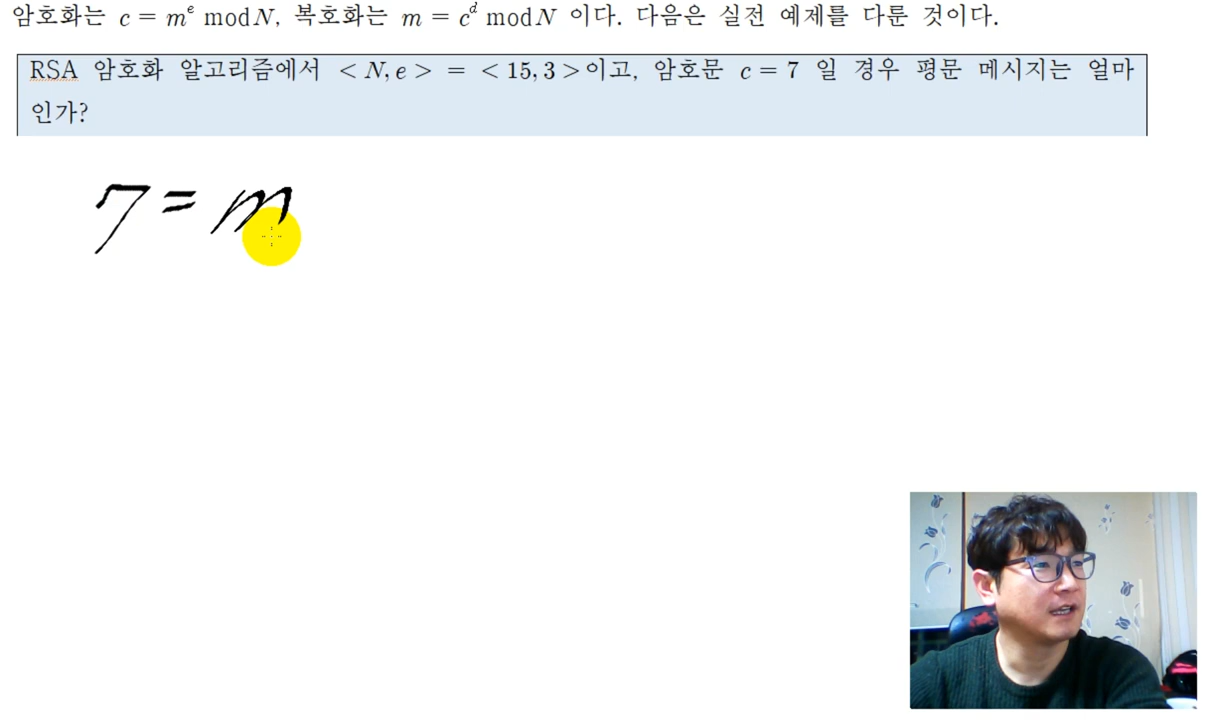 암호화는 c = m^e mod N, 복호화는 m = c^d mod N 이다. 다음은 실전 예제를 다룬 것이다.
RSA 암호화 알고리즘에서 < N, e > = < 15, 3 > 이고, 암호문 c = 7 일 경우 평문 메시지는 얼마
인가?
7 = m